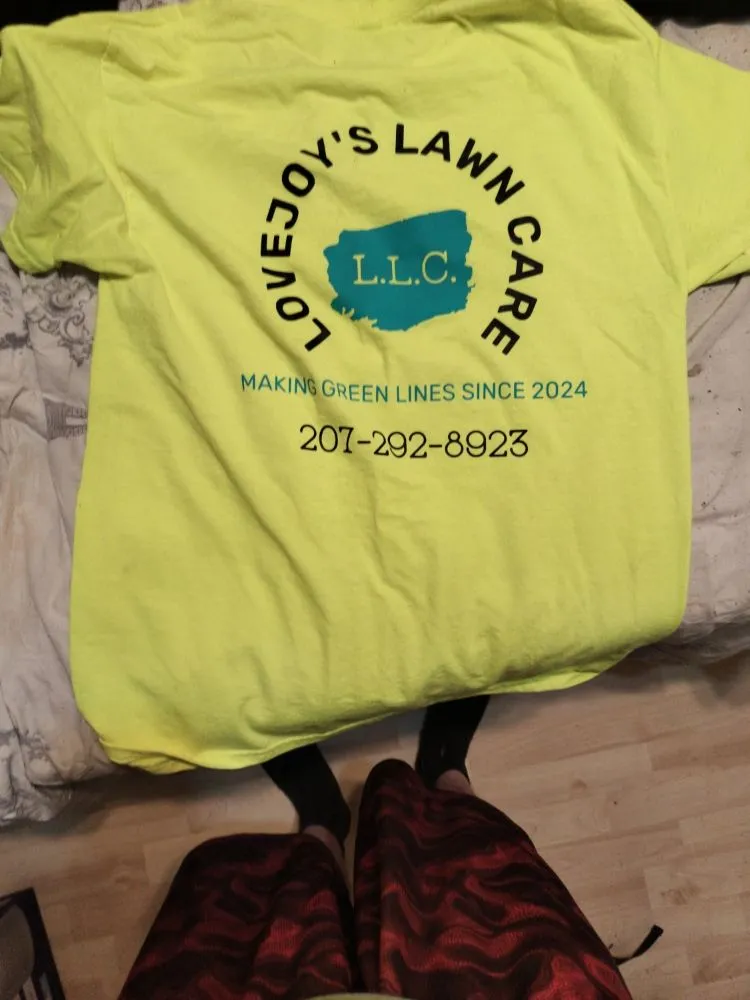 LOVEJOY'S LAWN CARE
L.L.C.
MAKING GREEN LINES SINCE 2024
207-292-8923